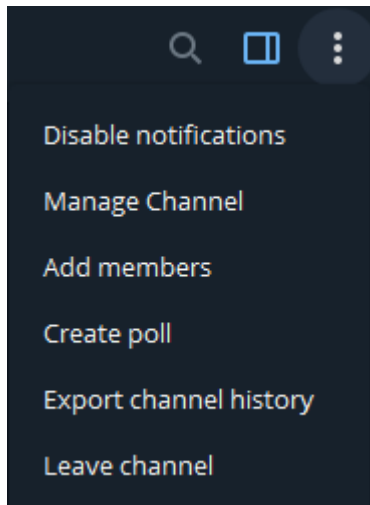 Disable notifications
Manage Channel
Add members
Create poll
Export channel history
Leave channel